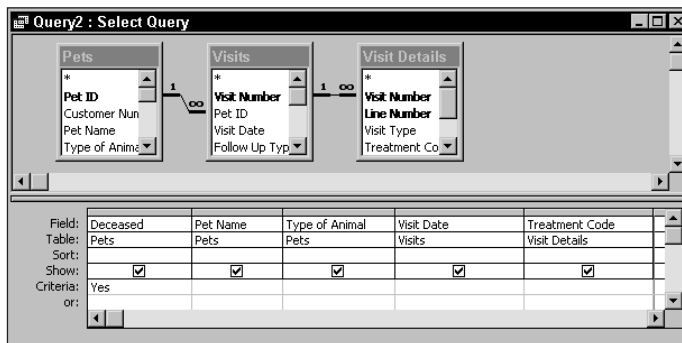 Query2 : Select Query
Pets
*
Pet ID
Customer Num
Pet Name
Type of Anima
1
∞
Visits
*
Visit Number
Pet ID
Visit Date
Follow Up Typ
1
∞
Visit Details
*
Visit Number
Line Number
Visit Type
Treatment Co
Field: Deceased Pet Name Type of Animal Visit Date Treatment Code
Table: Pets Pets Pets Visits Visit Details
Sort:
Show:
Criteria: Yes
or: